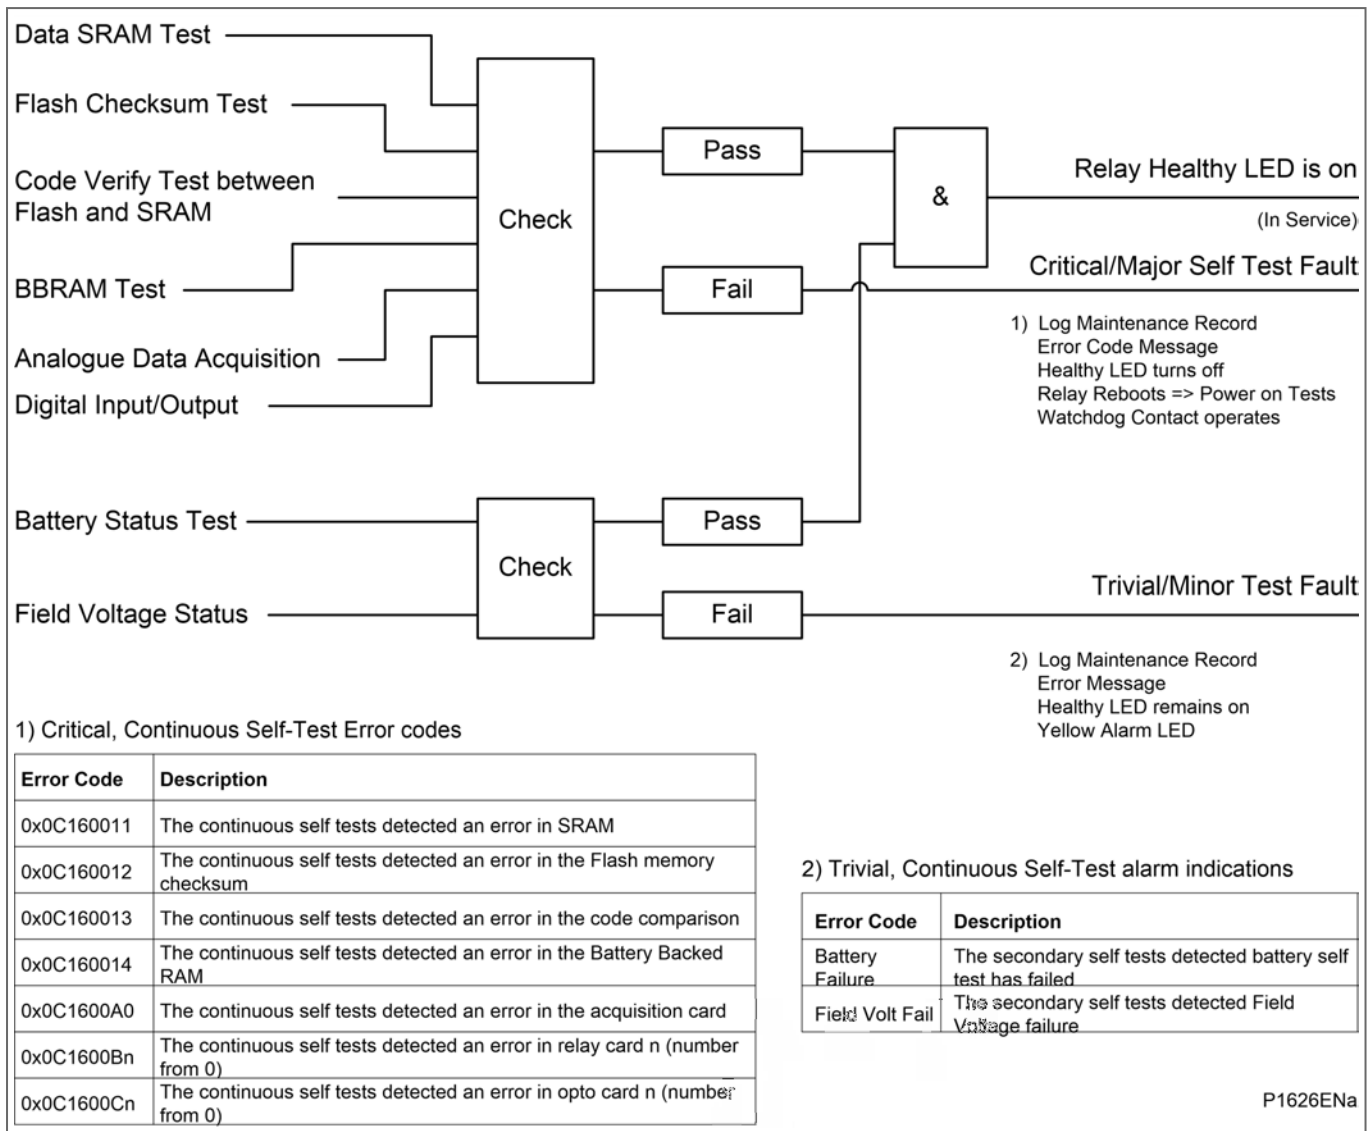 Data SRAM Test
Flash Checksum Test
Code Verify Test between
Flash and SRAM
BBRAM Test
Analogue Data Acquisition
Digital Input/Output
Check
Pass
Fail
&
Relay Healthy LED is on
(In Service)
Critical/Major Self Test Fault
1) Log Maintenance Record
Error Code Message
Healthy LED turns off
Relay Reboots => Power on Tests
Watchdog Contact operates
Battery Status Test
Field Voltage Status
Check
Pass
Fail
Trivial/Minor Test Fault
2) Log Maintenance Record
Error Message
Healthy LED remains on
Yellow Alarm LED
1) Critical, Continuous Self-Test Error codes
Error Code Description
0x0C160011 The continuous self tests detected an error in SRAM
0x0C160012 The continuous self tests detected an error in the Flash memory
checksum
0x0C160013 The continuous self tests detected an error in the code comparison
0x0C160014 The continuous self tests detected an error in the Battery Backed
RAM
0x0C1600A0 The continuous self tests detected an error in the acquisition card
0x0C1600Bn The continuous self tests detected an error in relay card n (number
from 0)
0x0C1600Cn The continuous self tests detected an error in opto card n (number
from 0)
2) Trivial, Continuous Self-Test alarm indications
Error Code Description
Battery The secondary self tests detected battery self
Failure test has failed
Field Volt Fail The secondary self tests detected Field
Voltage failure
P1626ENa